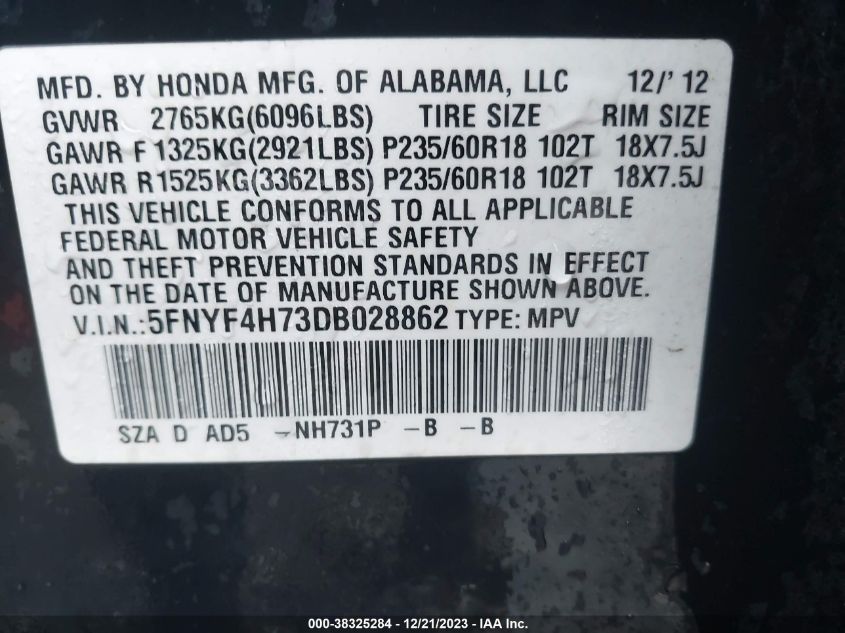 MFD. BY HONDA MFG. OF ALABAMA, LLC 12/'12
GVWR 2765KG(6096LBS) TIRE SIZE RIM SIZE
GAWR F1325KG(2921LBS) P235/60R18 102T 18X7.5J
GAWR R1525KG(3362LBS) P235/60R18 102T 18X7.5J
THIS VEHICLE CONFORMS TO ALL APPLICABLE
FEDERAL MOTOR VEHICLE SAFETY
AND THEFT PREVENTION STANDARDS IN EFFECT
ON THE DATE OF MANUFACTURE SHOWN ABOVE.
V.I.N.:5FNYF4H73DB028862 TYPE: MPV
SZA D AD5 -NH731P -B -B
000-38325284 - 12/21/2023 - IAA Inc.